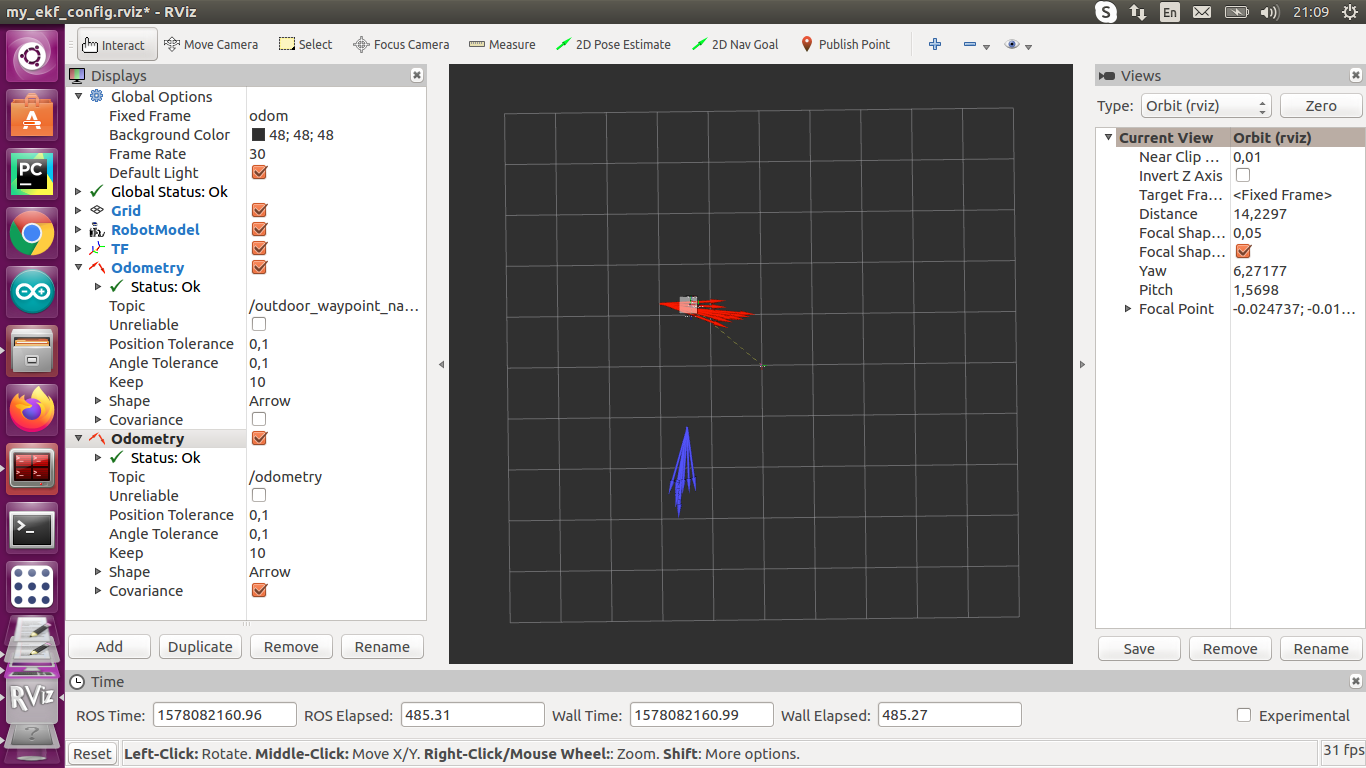 my_ekf_config.rviz* - RViz
En
21:09
Interact Move Camera Select Focus Camera Measure 2D Pose Estimate 2D Nav Goal Publish Point
Displays
Global Options
Fixed Frame odom
Background Color 48; 48; 48
Frame Rate 30
Default Light
Global Status: Ok
Grid
RobotModel
TF
Odometry
Status: Ok
Topic /outdoor_waypoint_na...
Unreliable
Position Tolerance 0,1
Angle Tolerance 0,1
Keep 10
Shape Arrow
Covariance
Odometry
Status: Ok
Topic /odometry
Unreliable
Position Tolerance 0,1
Angle Tolerance 0,1
Keep 10
Shape Arrow
Covariance
Add Duplicate Remove Rename
Views
Type: Orbit (rviz) Zero
Current View Orbit (rviz)
Near Clip ... 0,01
Invert Z Axis
Target Fra... <Fixed Frame>
Distance 14,2297
Focal Shap... 0,05
Focal Shap...
Yaw 6,27177
Pitch 1,5698
Focal Point -0.024737; -0.01...
Save Remove Rename
Time
ROS Time: 1578082160.96 ROS Elapsed: 485.31 Wall Time: 1578082160.99 Wall Elapsed: 485.27 Experimental
Reset Left-Click: Rotate. Middle-Click: Move X/Y. Right-Click/Mouse Wheel:: Zoom. Shift: More options. 31 fps
PC
RViz